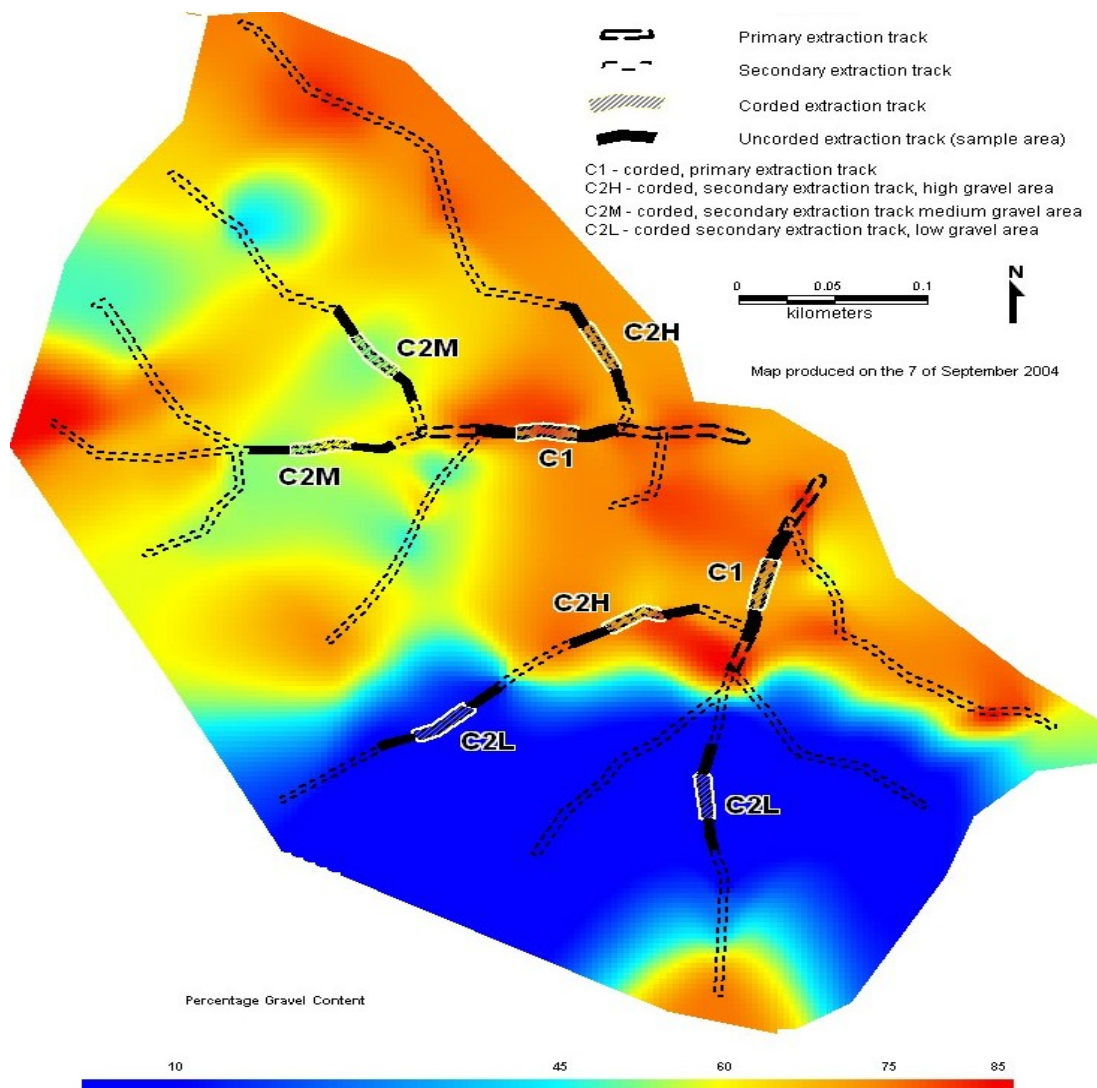 Primary extraction track
Secondary extraction track
Corded extraction track
Uncorded extraction track (sample area)
C1 - corded, primary extraction track
C2H - corded, secondary extraction track, high gravel area
C2M - corded, secondary extraction track medium gravel area
C2L - corded secondary extraction track, low gravel area
0 0.05 0.1
kilometers
N
Map produced on the 7 of September 2004
C2H
C2M
C1
C2M
C1
C2H
C2L
C2L
Percentage Gravel Content
10 45 60 75 85